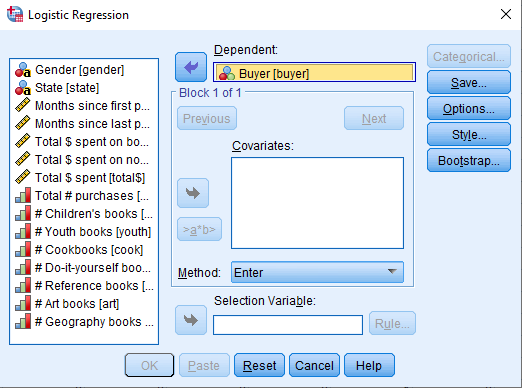 Logistic Regression
Gender [gender]
State [state]
Months since first p...
Months since last p...
Total $ spent on bo...
Total $ spent on no...
Total $ spent [total$]
Total # purchases [...
# Children's books [...
# Youth books [youth]
# Cookbooks [cook]
# Do-it-yourself boo...
# Reference books [...
# Art books [art]
# Geography books ...
Dependent:
Buyer [buyer]
Block 1 of 1
Previous
Next
Covariates:
>a*b>
Method: Enter
Selection Variable:
Rule...
Categorical...
Save...
Options...
Style...
Bootstrap...
OK Paste Reset Cancel Help